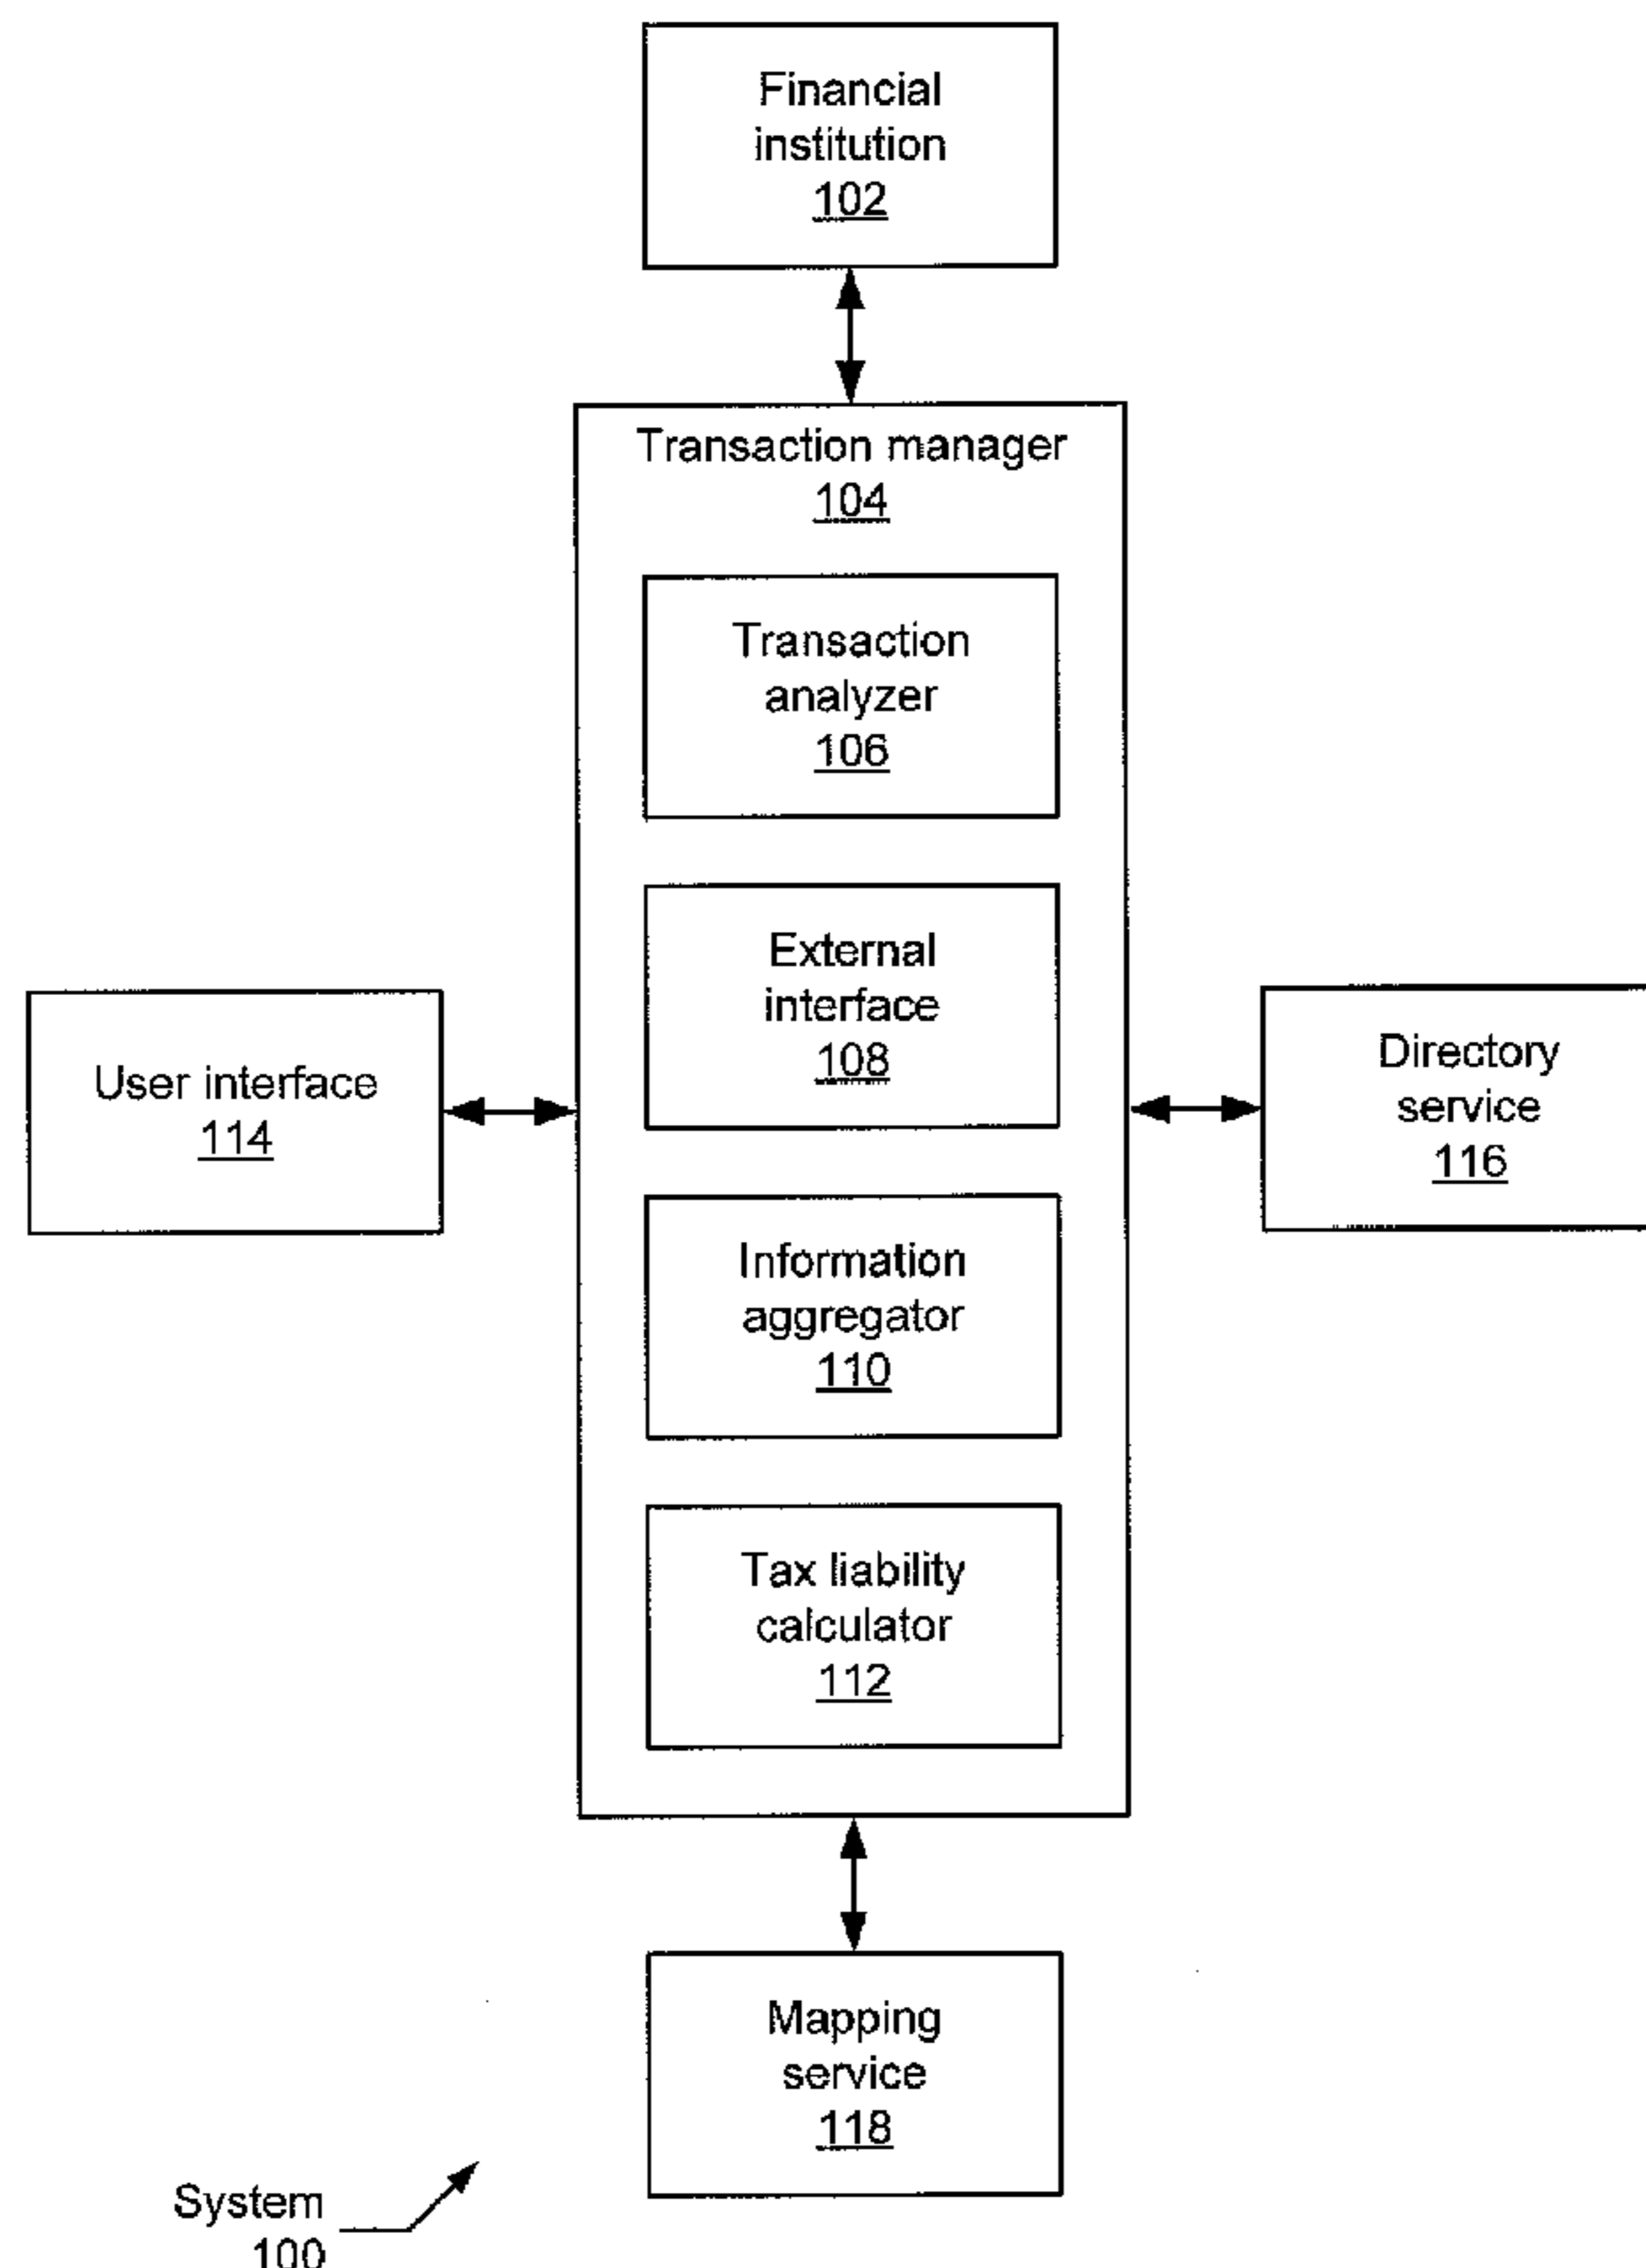 Financial
institution
102
Transaction manager
104
Transaction
analyzer
106
External
interface
108
User interface
114
Directory
service
116
Information
aggregator
110
Tax liability
calculator
112
Mapping
service
118
System
100